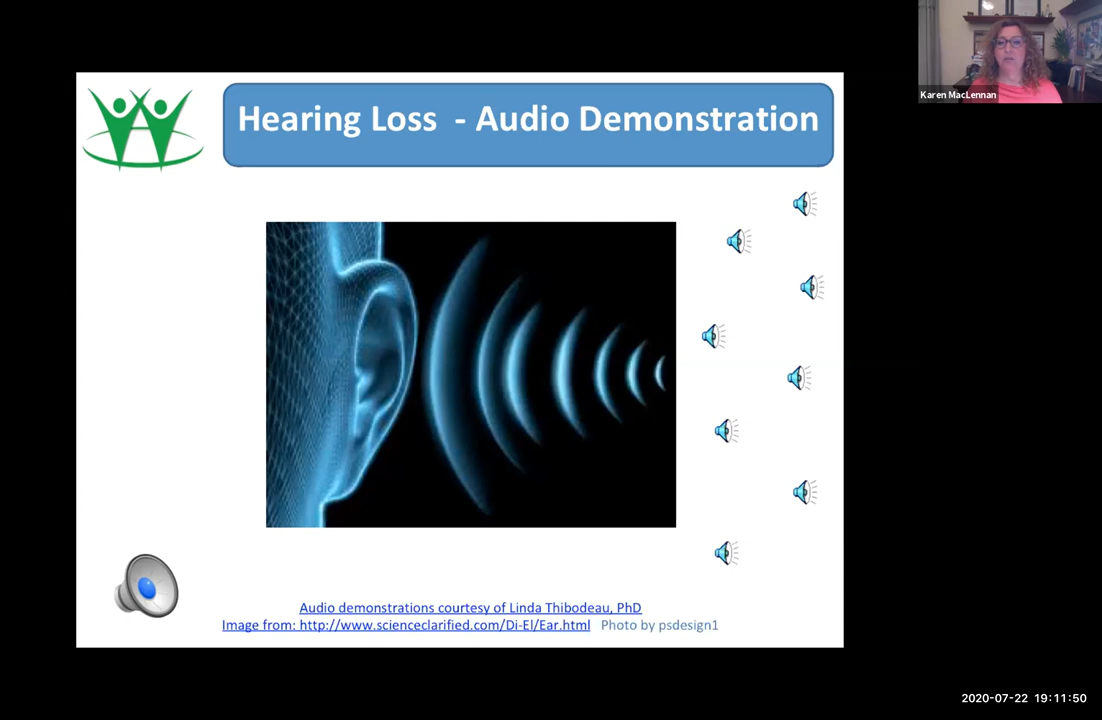 Karen MacLennan
Hearing Loss - Audio Demonstration
Audio demonstrations courtesy of Linda Thibodeau, PhD
Image from: http://www.scienceclarified.com/Di-El/Ear.html Photo by psdesign1
2020-07-22 19:11:50